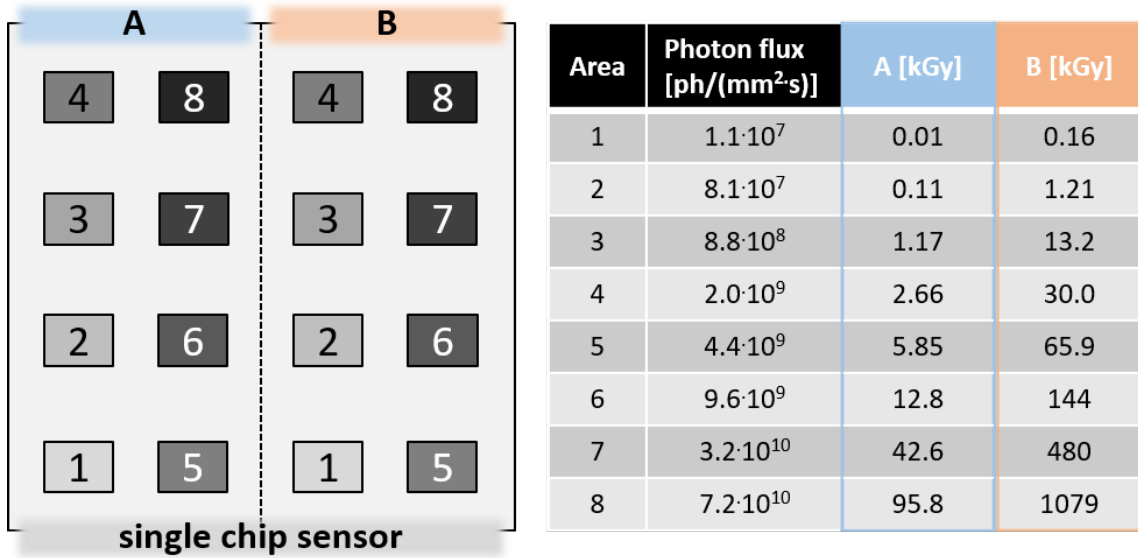 A B
4 8 4 8
3 7 3 7
2 6 2 6
1 5 1 5
single chip sensor
Area Photon flux [ph/(mm²·s)] A [kGy] B [kGy]
1 1.1·10⁷ 0.01 0.16
2 8.1·10⁷ 0.11 1.21
3 8.8·10⁸ 1.17 13.2
4 2.0·10⁹ 2.66 30.0
5 4.4·10⁹ 5.85 65.9
6 9.6·10⁹ 12.8 144
7 3.2·10¹⁰ 42.6 480
8 7.2·10¹⁰ 95.8 1079